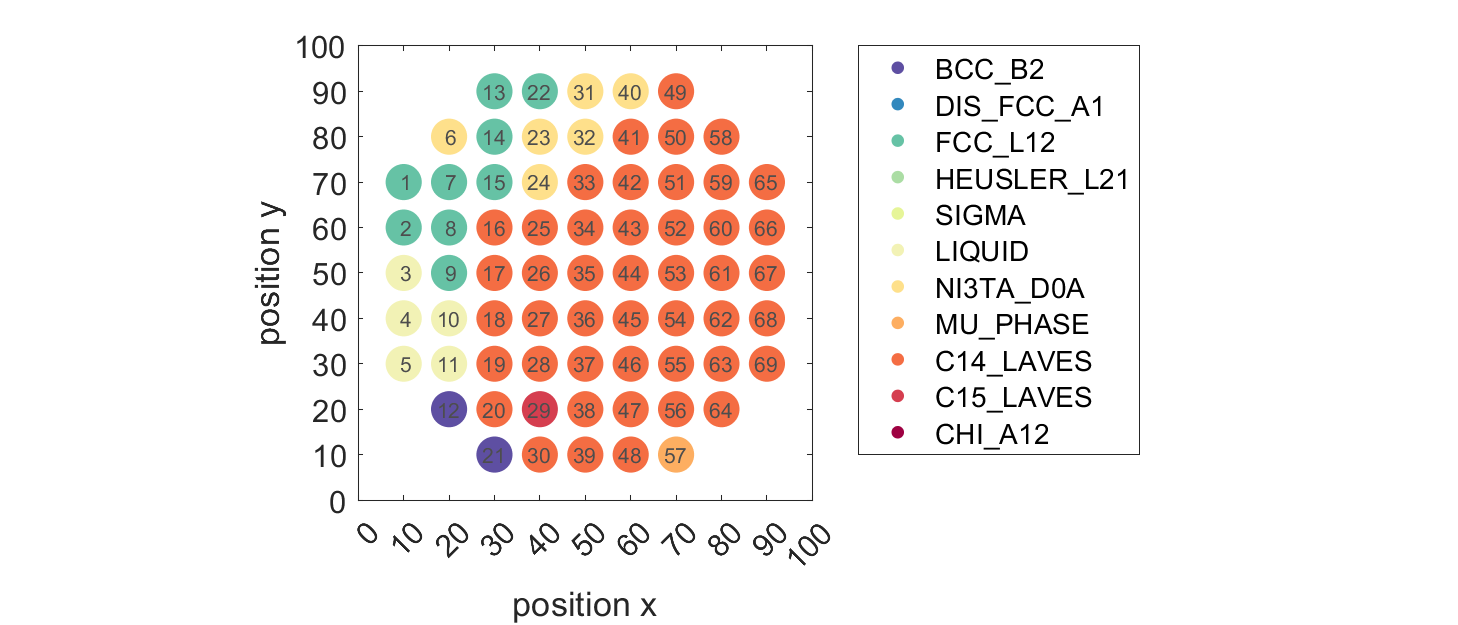 100
90
80
70
60
50
40
30
20
10
0
position y
13 22 31 40 49
6 14 23 32 41 50 58
1 7 15 24 33 42 51 59 65
2 8 16 25 34 43 52 60 66
3 9 17 26 35 44 53 61 67
4 10 18 27 36 45 54 62 68
5 11 19 28 37 46 55 63 69
12 20 29 38 47 56 64
21 30 39 48 57
0 10 20 30 40 50 60 70 80 90 100
position x
BCC_B2
DIS_FCC_A1
FCC_L12
HEUSLER_L21
SIGMA
LIQUID
NI3TA_D0A
MU_PHASE
C14_LAVES
C15_LAVES
CHI_A12